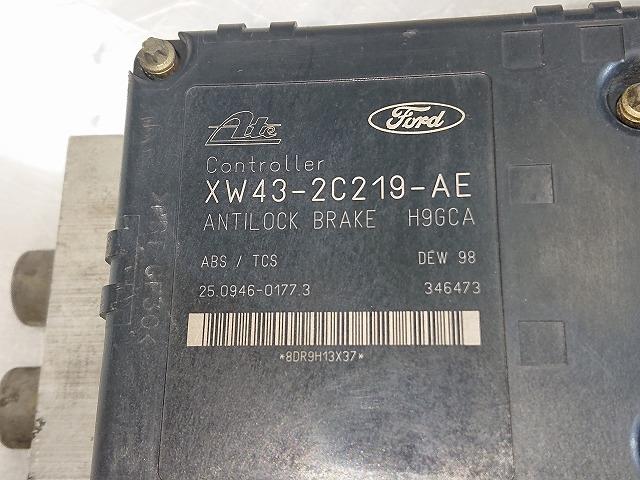 Ate Ford
Controller
XW43-2C219-AE
ANTILOCK BRAKE H9GCA
ABS / TCS DEW 98
25.0946-0177.3 346473
*8DR9H13X37*